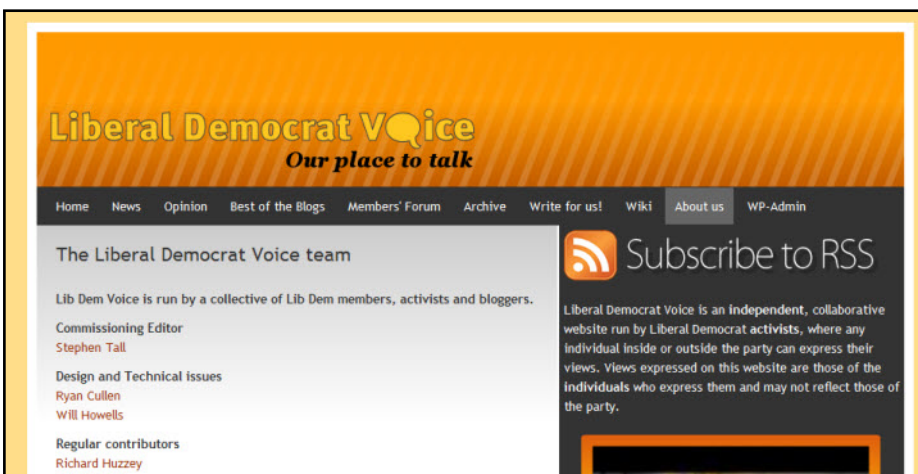 Liberal Democrat Voice
Our place to talk
Home News Opinion Best of the Blogs Members' Forum Archive Write for us! Wiki About us WP-Admin
The Liberal Democrat Voice team
Lib Dem Voice is run by a collective of Lib Dem members, activists and bloggers.
Commissioning Editor
Stephen Tall
Design and Technical issues
Ryan Cullen
Will Howells
Regular contributors
Richard Huzzey
Subscribe to RSS
Liberal Democrat Voice is an independent, collaborative
website run by Liberal Democrat activists, where any
individual inside or outside the party can express their
views. Views expressed on this website are those of the
individuals who express them and may not reflect those of
the party.